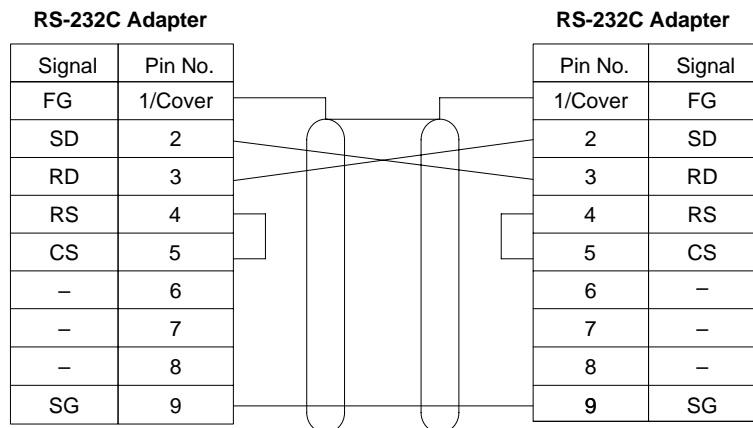 RS-232C Adapter RS-232C Adapter
Signal Pin No. Pin No. Signal
FG 1/Cover 1/Cover FG
SD 2 2 SD
RD 3 3 RD
RS 4 4 RS
CS 5 5 CS
– 6 6 –
– 7 7 –
– 8 8 –
SG 9 9 SG